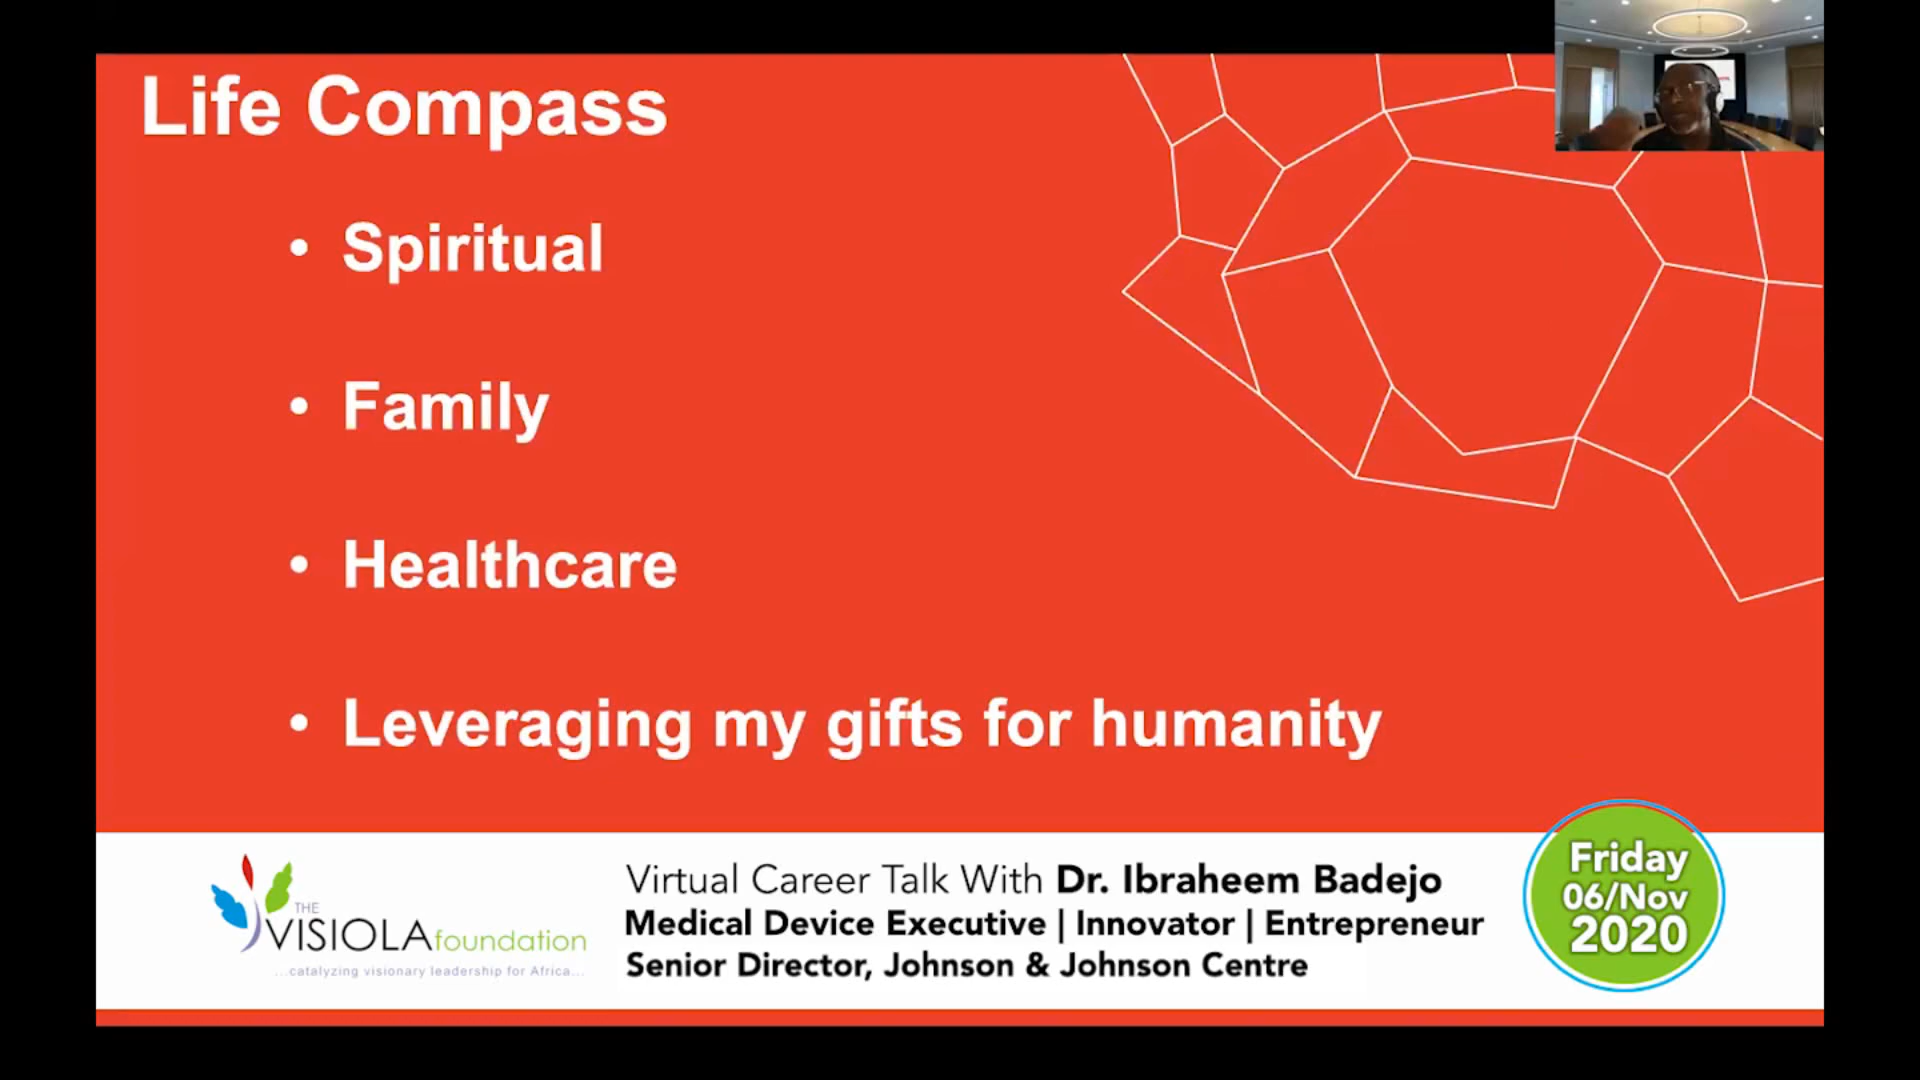 Life Compass
• Spiritual
• Family
• Healthcare
• Leveraging my gifts for humanity
THE
VISIOLAfoundation
...catalyzing visionary leadership for Africa...
Virtual Career Talk With Dr. Ibraheem Badejo
Medical Device Executive | Innovator | Entrepreneur
Senior Director, Johnson & Johnson Centre
Friday
06/Nov
2020